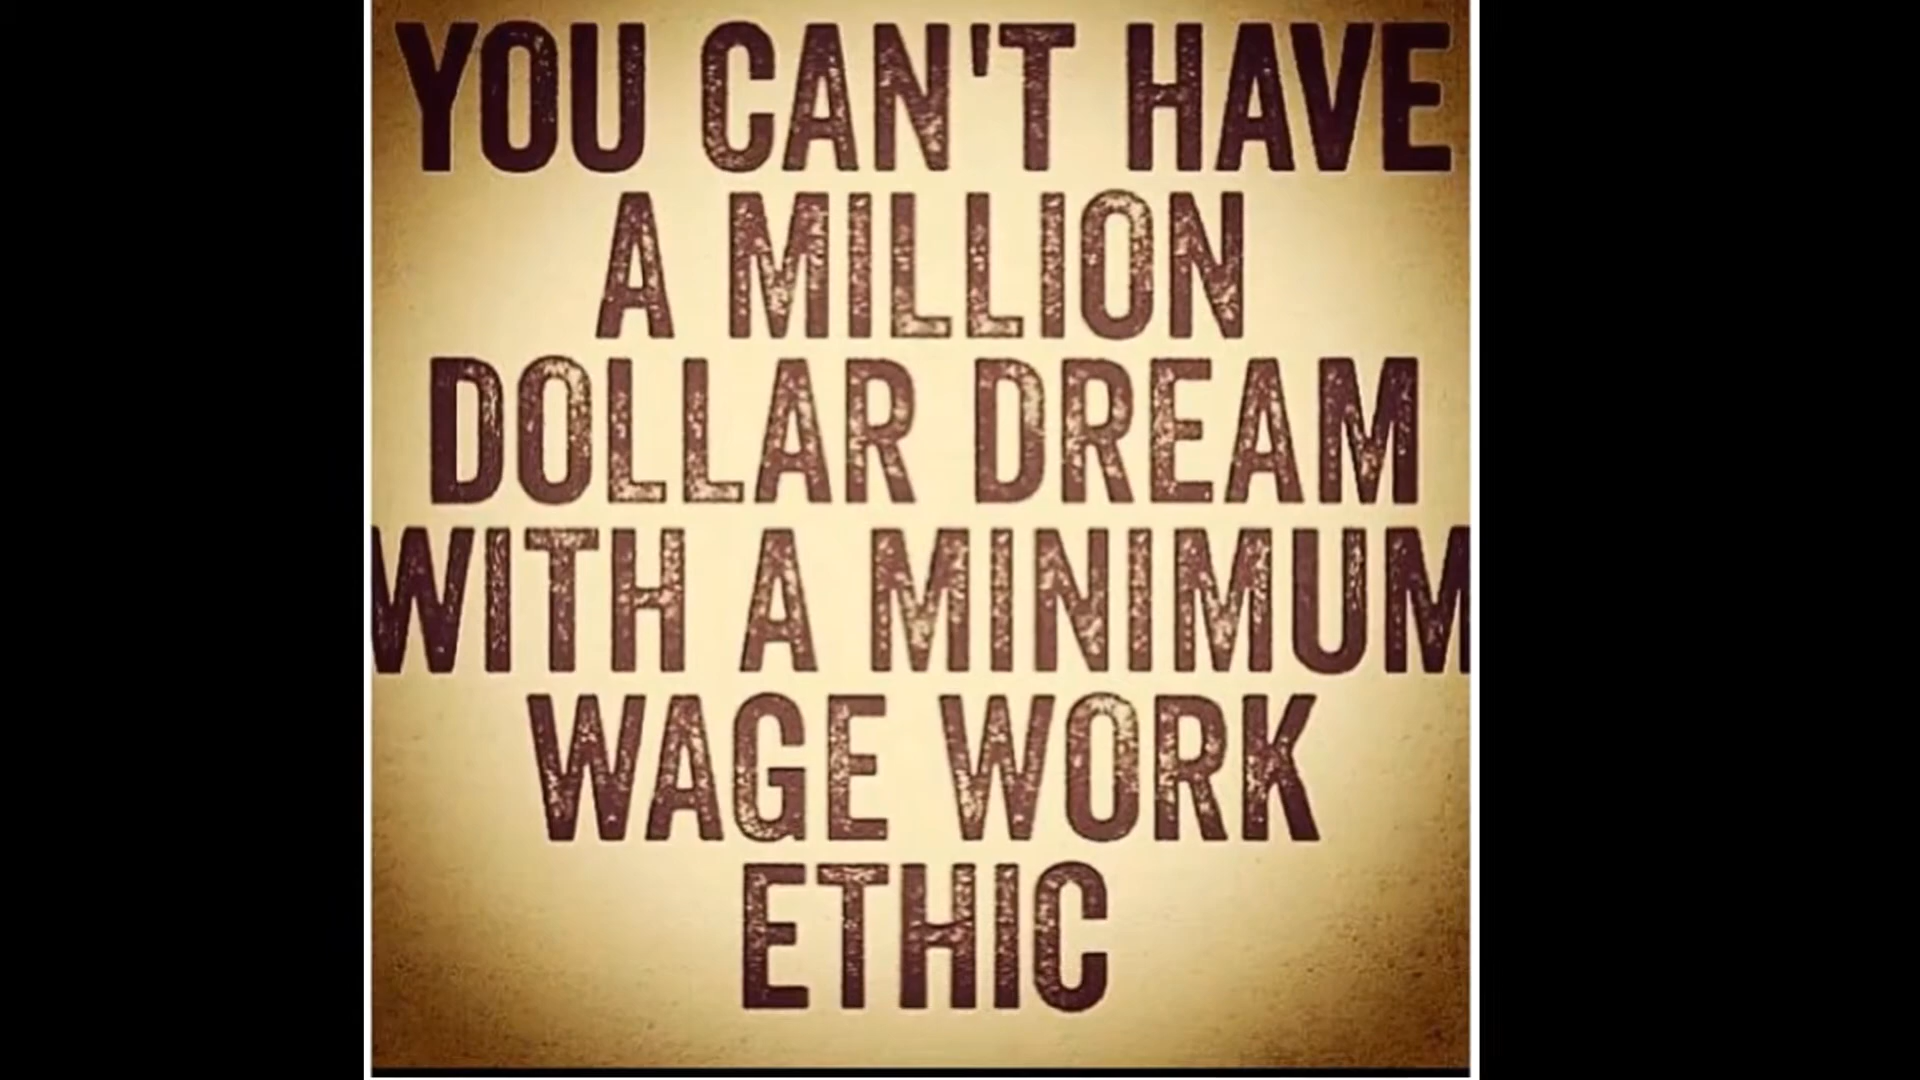 YOU CAN'T HAVE
A MILLION
DOLLAR DREAM
WITH A MINIMUM
WAGE WORK
ETHIC